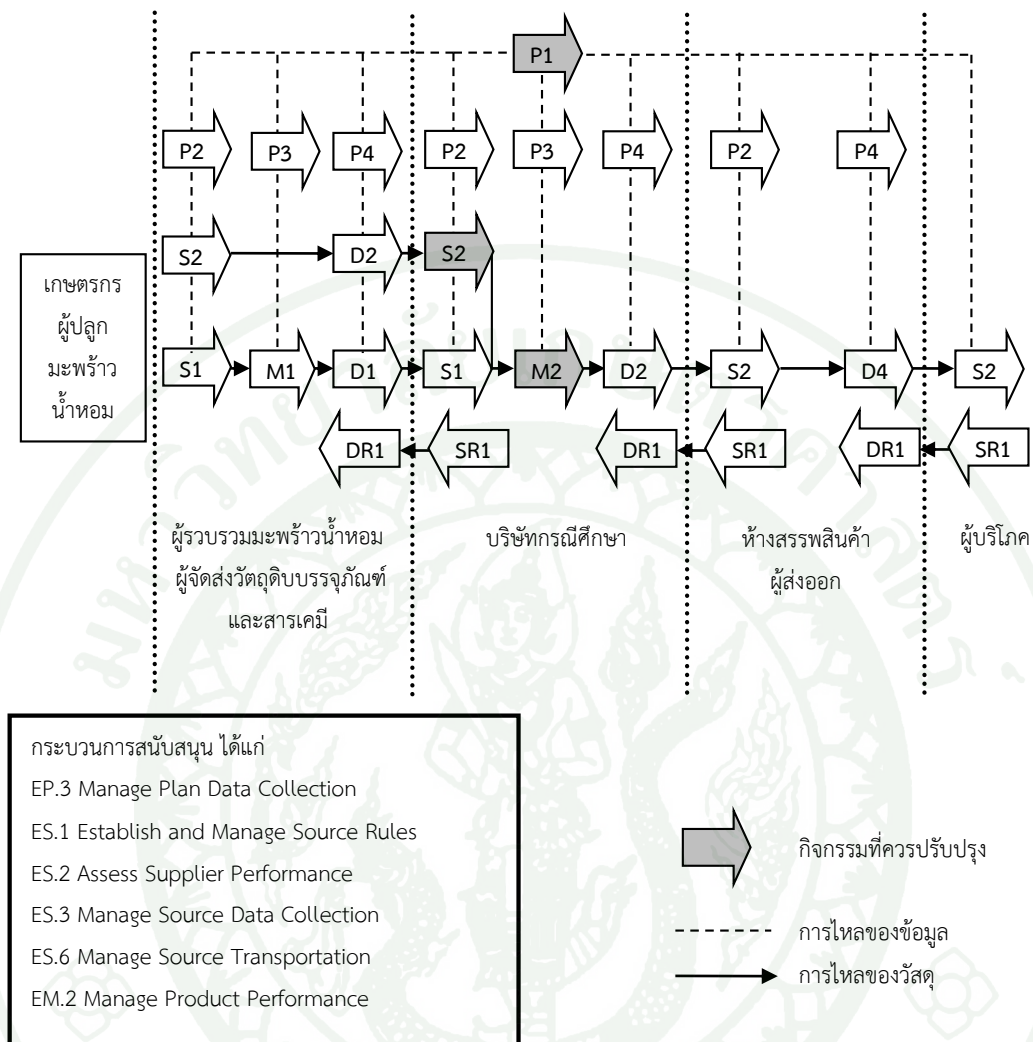 P1
P2 P3 P4 P2 P3 P4 P2 P4
S2 D2 S2
เกษตรกร
ผู้ปลูก
มะพร้าว
น้ำหอม
S1 M1 D1 S1 M2 D2 S2 D4 S2
DR1 SR1 DR1 SR1 DR1 SR1
ผู้รวบรวมมะพร้าวน้ำหอม
ผู้จัดส่งวัตถุดิบบรรจุภัณฑ์
และสารเคมี
บริษัทกรณีศึกษา
ห้างสรรพสินค้า
ผู้ส่งออก
ผู้บริโภค
กระบวนการสนับสนุน ได้แก่
EP.3 Manage Plan Data Collection
ES.1 Establish and Manage Source Rules
ES.2 Assess Supplier Performance
ES.3 Manage Source Data Collection
ES.6 Manage Source Transportation
EM.2 Manage Product Performance
กิจกรรมที่ควรปรับปรุง
การไหลของข้อมูล
การไหลของวัสดุ